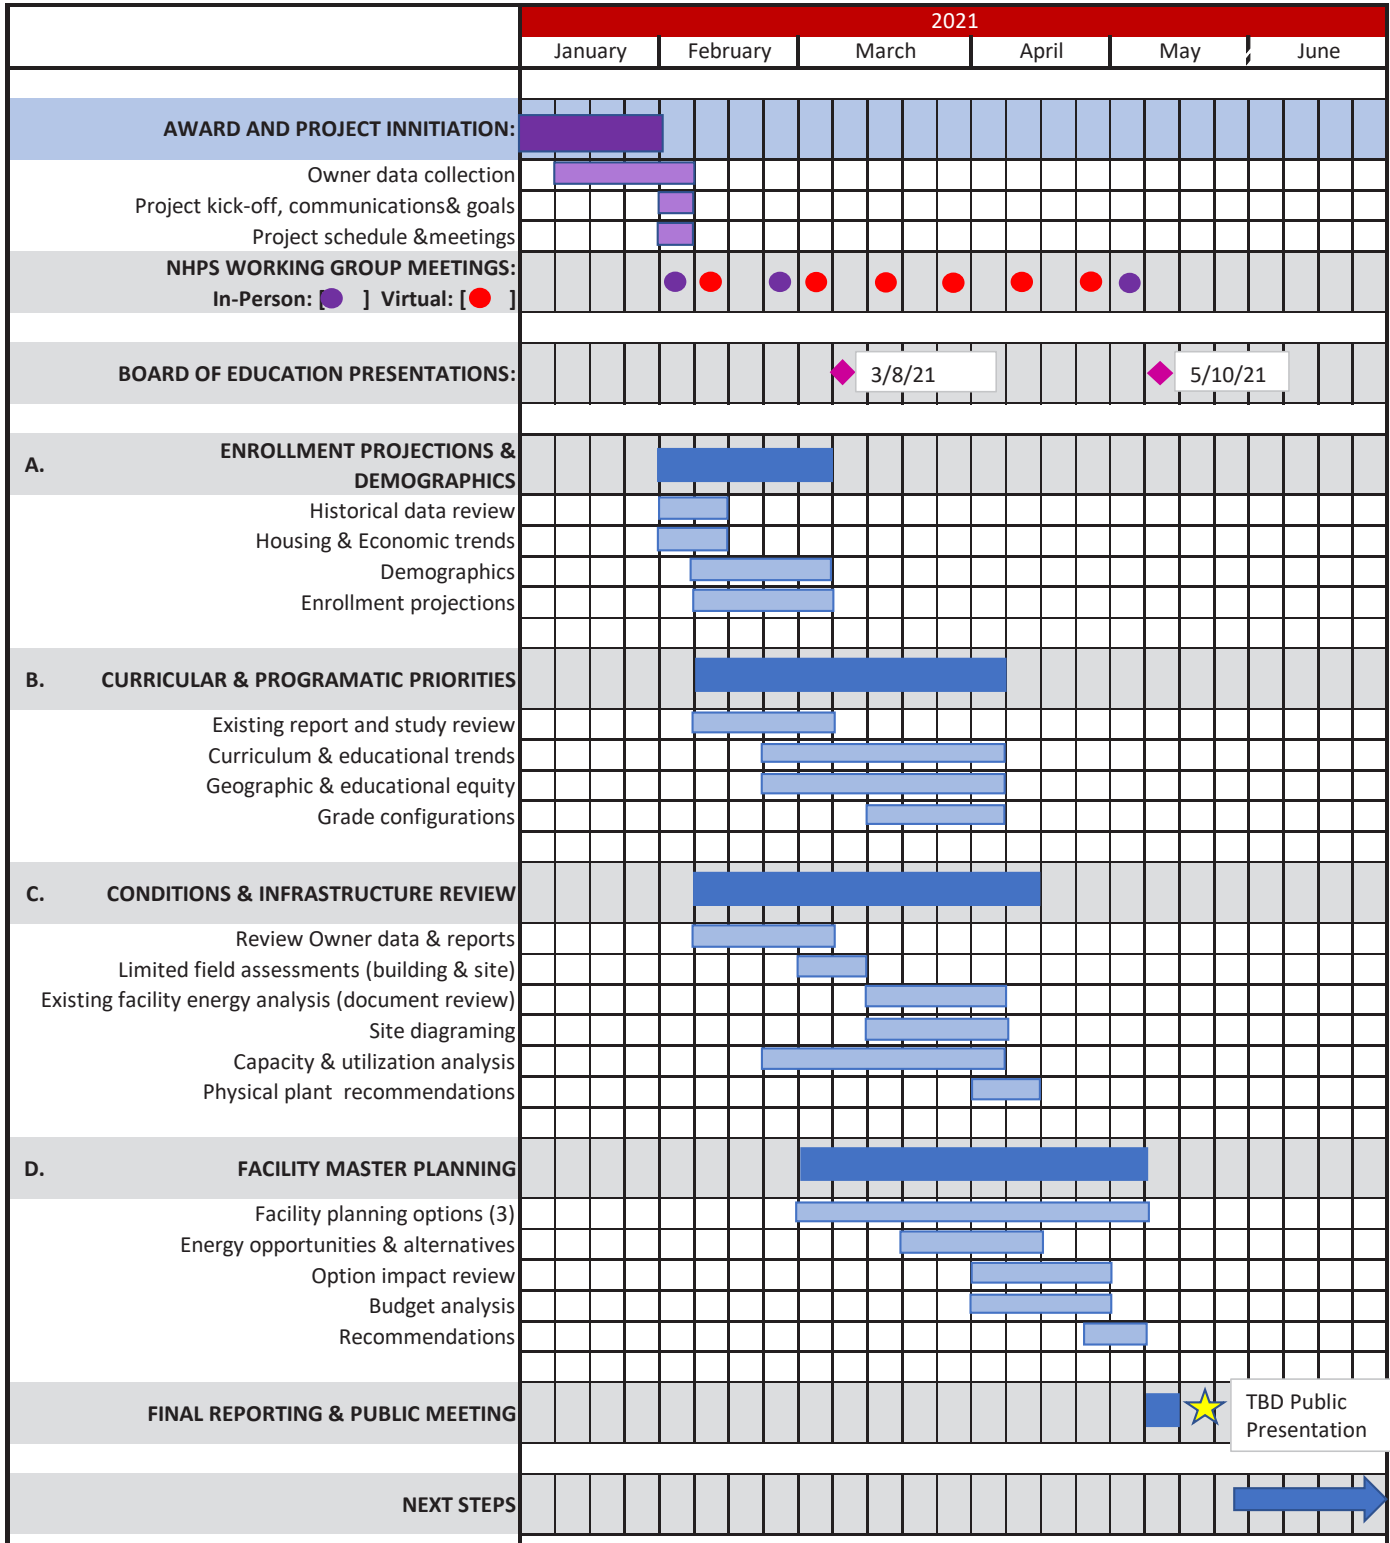 2021
January February March April May June
AWARD AND PROJECT INNITIATION:
Owner data collection
Project kick-off, communications& goals
Project schedule &meetings
NHPS WORKING GROUP MEETINGS:
In-Person: [ ] Virtual: [ ]
BOARD OF EDUCATION PRESENTATIONS:
3/8/21
5/10/21
A. ENROLLMENT PROJECTIONS &
DEMOGRAPHICS
Historical data review
Housing & Economic trends
Demographics
Enrollment projections
B. CURRICULAR & PROGRAMATIC PRIORITIES
Existing report and study review
Curriculum & educational trends
Geographic & educational equity
Grade configurations
C. CONDITIONS & INFRASTRUCTURE REVIEW
Review Owner data & reports
Limited field assessments (building & site)
Existing facility energy analysis (document review)
Site diagraming
Capacity & utilization analysis
Physical plant recommendations
D. FACILITY MASTER PLANNING
Facility planning options (3)
Energy opportunities & alternatives
Option impact review
Budget analysis
Recommendations
FINAL REPORTING & PUBLIC MEETING
TBD Public
Presentation
NEXT STEPS